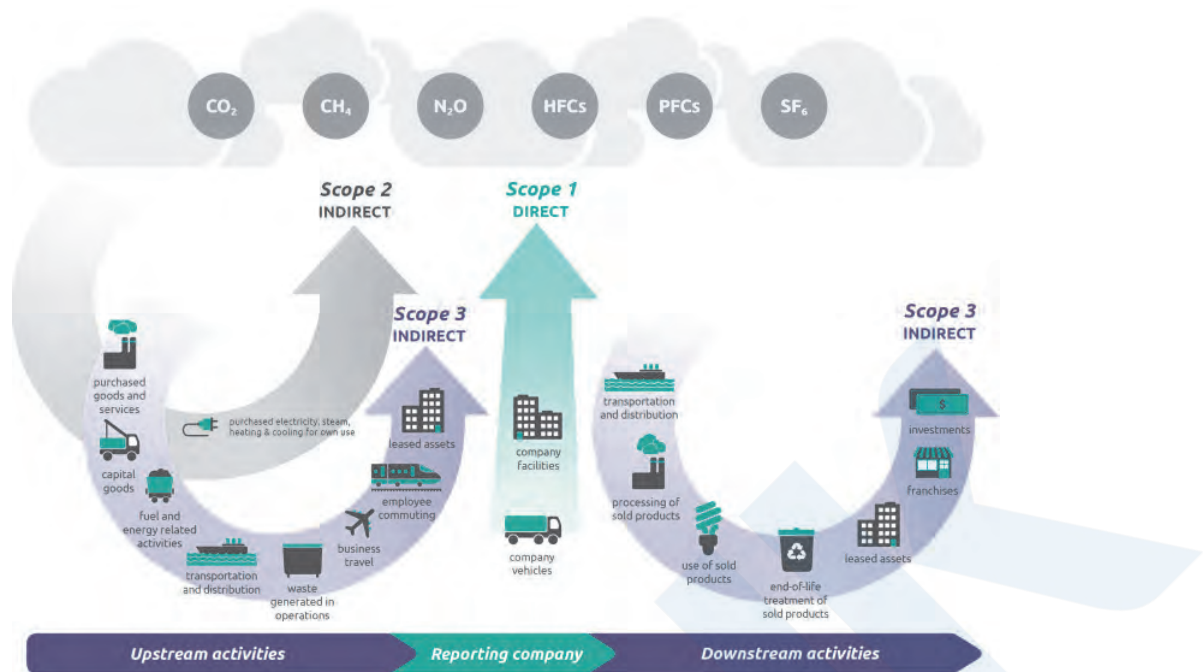 CO₂ CH₄ N₂O HFCs PFCs SF₆
Scope 2
INDIRECT
Scope 1
DIRECT
Scope 3
INDIRECT
Scope 3
INDIRECT
purchased
goods and
services
purchased electricity, steam,
heating & cooling for own use
capital
goods
fuel and
energy related
activities
transportation
and distribution
waste
generated in
operations
business
travel
employee
commuting
leased assets
company
facilities
company
vehicles
transportation
and distribution
processing of
sold products
use of sold
products
end-of-life
treatment of
sold products
leased assets
franchises
$
investments
Upstream activities
Reporting company
Downstream activities